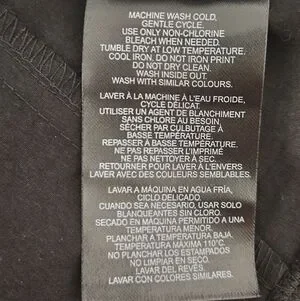 MACHINE WASH COLD,
GENTLE CYCLE.
USE ONLY NON-CHLORINE
BLEACH WHEN NEEDED.
TUMBLE DRY AT LOW TEMPERATURE.
COOL IRON, DO NOT IRON PRINT
DO NOT DRY CLEAN.
WASH INSIDE OUT.
WASH WITH SIMILAR COLOURS.
LAVER À LA MACHINE À L'EAU FROIDE,
CYCLE DÉLICAT.
UTILISER UN AGENT DE BLANCHIMENT
SANS CHLORE AU BESOIN.
SÉCHER PAR CULBUTAGE À
BASSE TEMPÉRATURE.
REPASSER À BASSE TEMPÉRATURE.
NE PAS REPASSER L'IMPRIMÉ
NE PAS NETTOYER À SEC.
RETOURNER POUR LAVER À L'ENVERS
LAVER AVEC DES COULEURS SEMBLABLES.
LAVAR A MÁQUINA EN AGUA FRÍA,
CICLO DELICADO.
CUANDO SEA NECESARIO, USAR SOLO
BLANQUEANTES SIN CLORO.
SECADO EN MAQUINA PERMITIDO A UNA
TEMPERATURA MENOR.
PLANCHAR A TEMPERATURA BAJA.
TEMPERATURA MÁXIMA 110°C
NO PLANCHAR LOS ESTAMPADOS
NO LIMPIAR EN SECO.
LAVAR DEL REVÉS.
LAVAR CON COLORES SIMILARES.